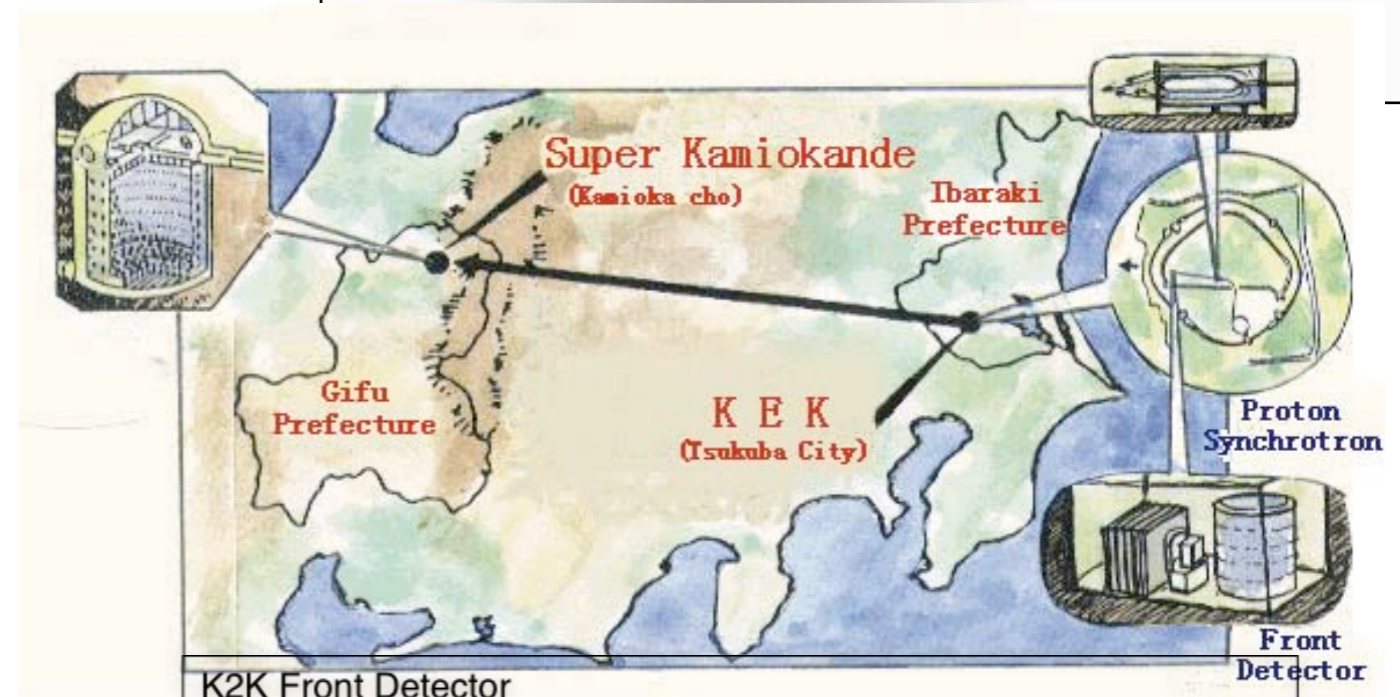 Super Kamiokande
(Kamioka cho)
Ibaraki
Prefecture
Gifu
Prefecture
K E K
(Tsukuba City)
Proton
Synchrotron
Front
Detector
K2K Front Detector